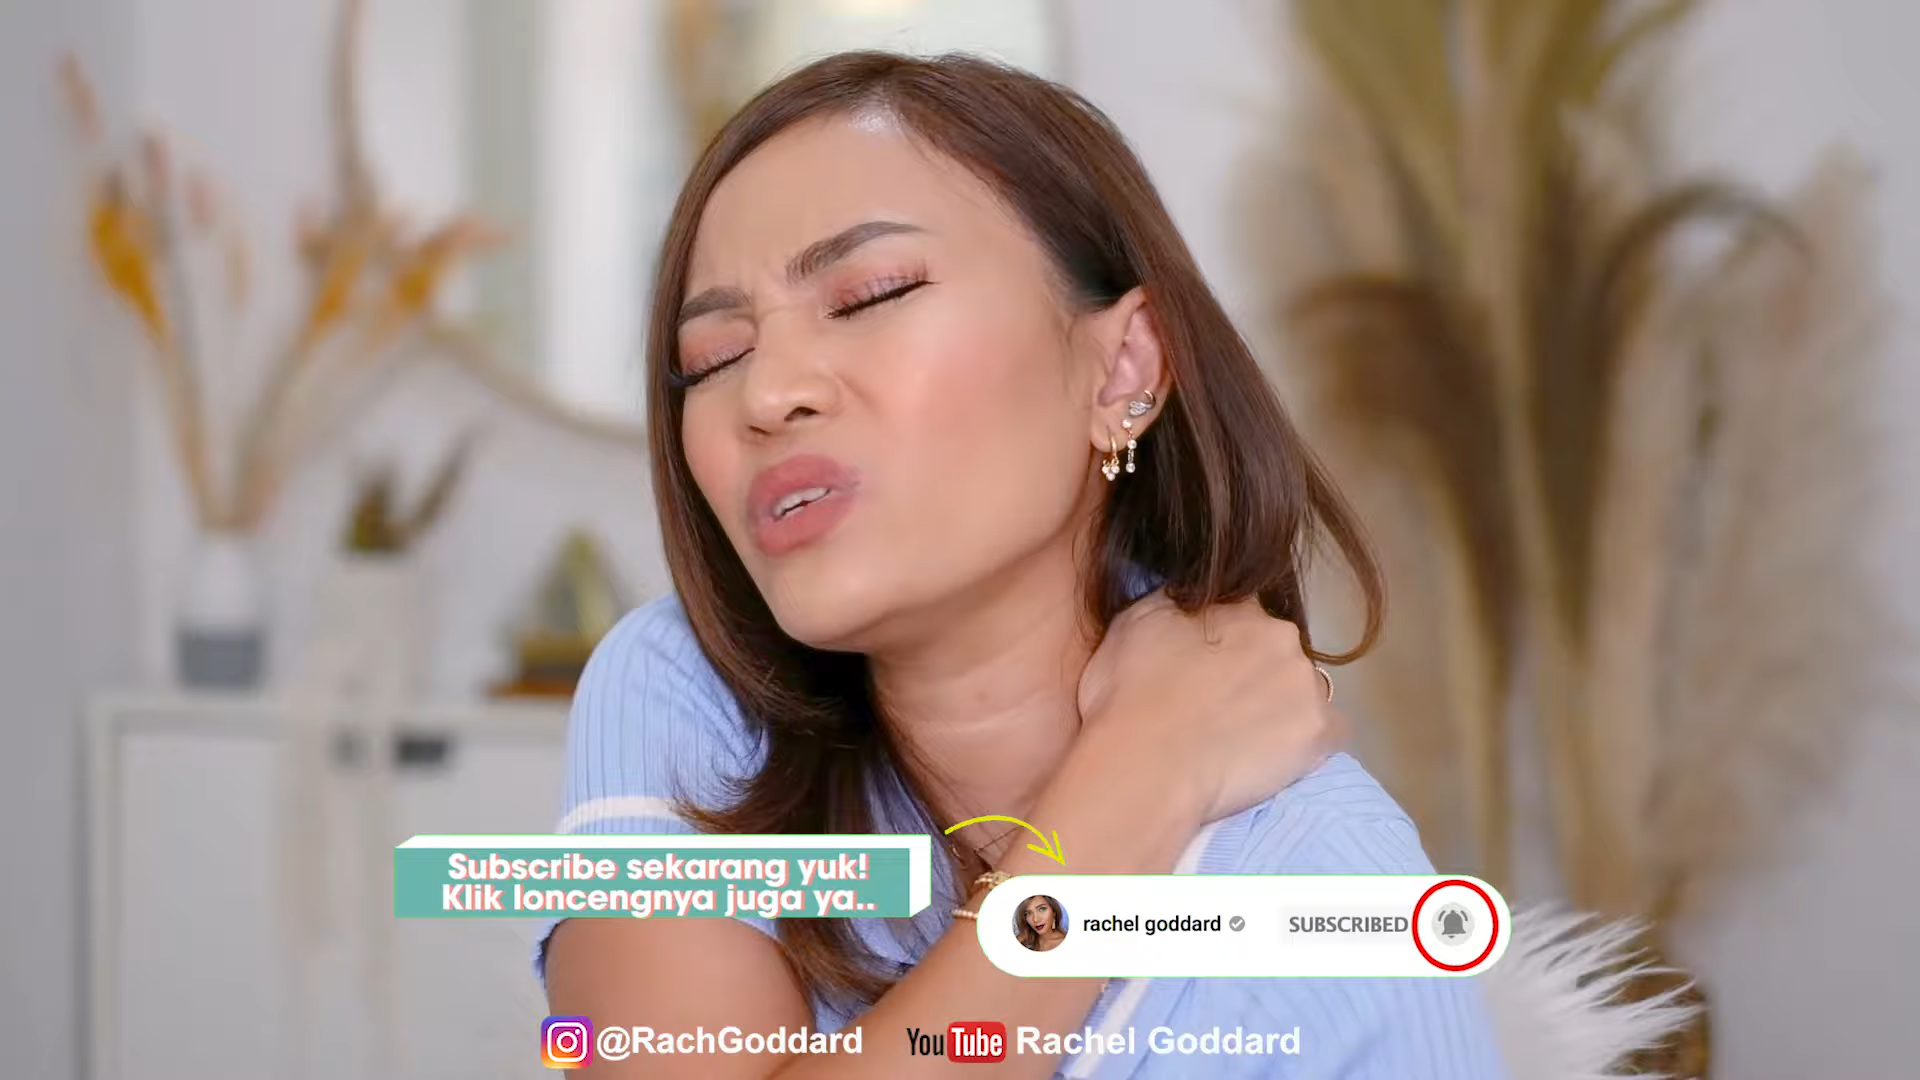 Subscribe sekarang yuk!
Klik loncengnya juga ya..
rachel goddard
SUBSCRIBED
@RachGoddard
YouTube Rachel Goddard